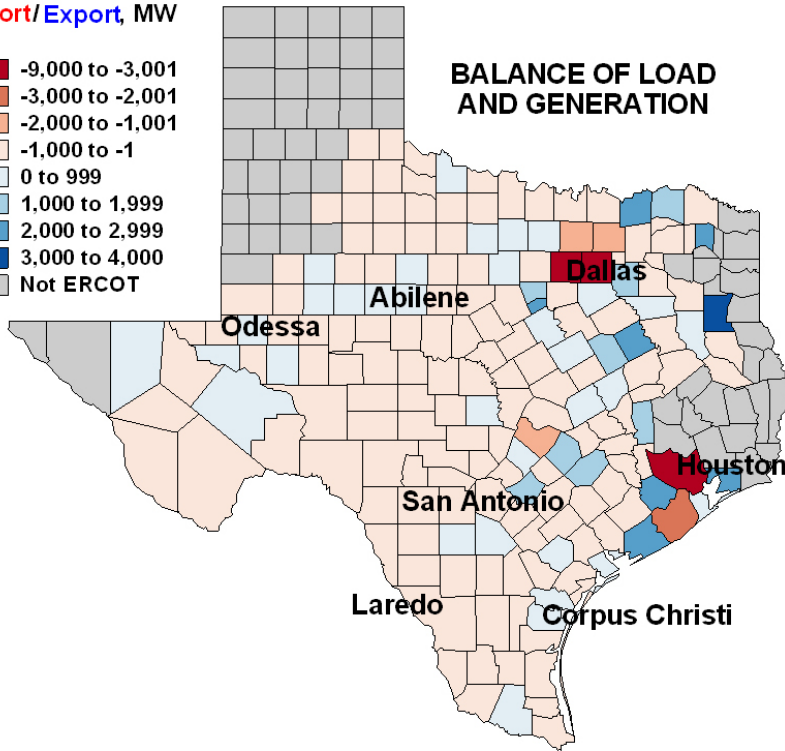 ort/Export, MW
-9,000 to -3,001
-3,000 to -2,001
-2,000 to -1,001
-1,000 to -1
0 to 999
1,000 to 1,999
2,000 to 2,999
3,000 to 4,000
Not ERCOT
BALANCE OF LOAD
AND GENERATION
Dallas
Abilene
Odessa
Houston
San Antonio
Laredo
Corpus Christi